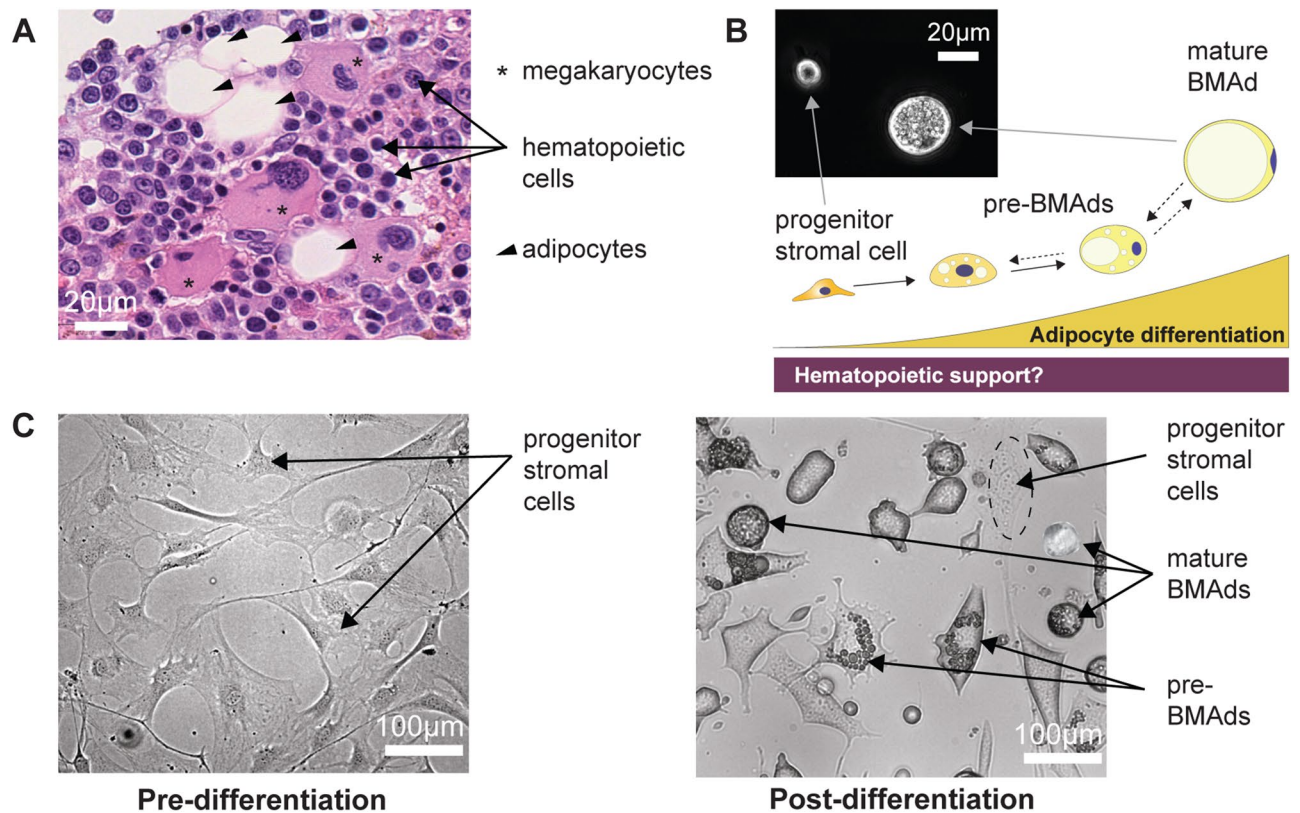 A
* megakaryocytes
hematopoietic
cells
adipocytes
20µm
B
20µm
mature
BMAd
pre-BMAds
progenitor
stromal cell
Adipocyte differentiation
Hematopoietic support?
C
progenitor
stromal
cells
100µm
Pre-differentiation
progenitor
stromal
cells
mature
BMAds
pre-
BMAds
100µm
Post-differentiation